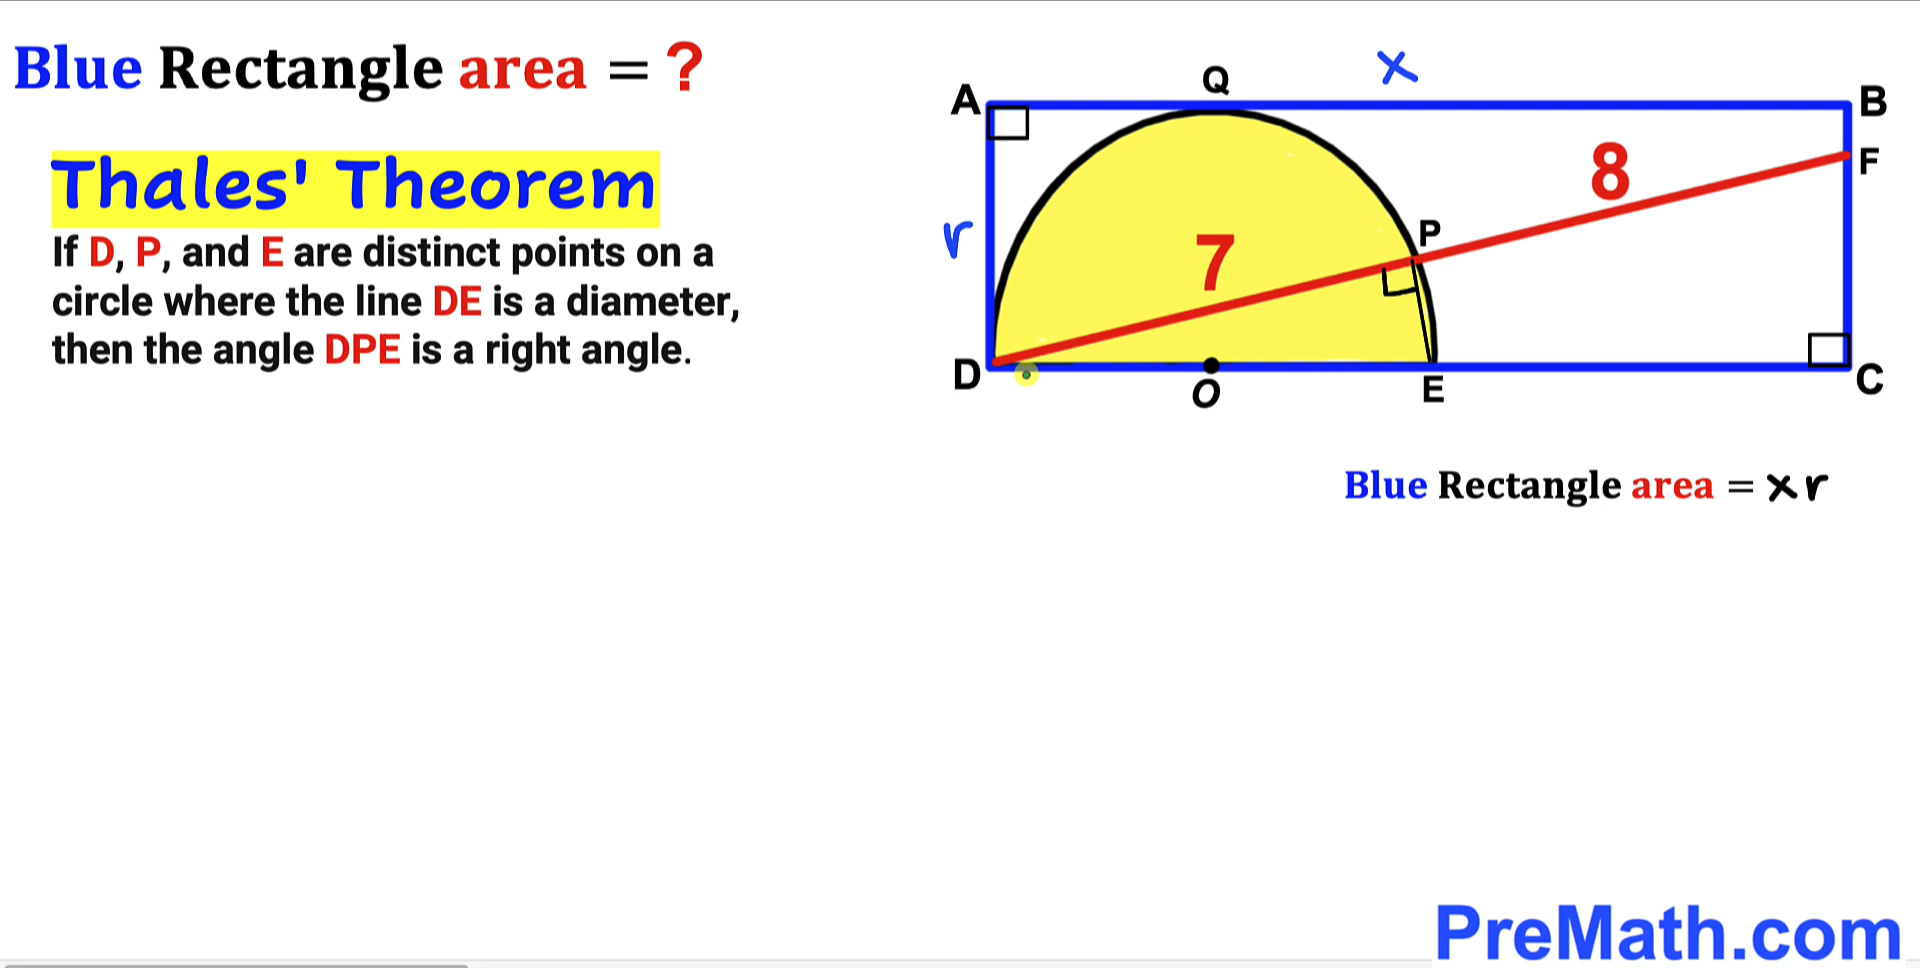 Blue Rectangle area = ?
Thales' Theorem
If D, P, and E are distinct points on a
circle where the line DE is a diameter,
then the angle DPE is a right angle.
Q
x
A
B
8
F
r
7
P
D
O
E
C
Blue Rectangle area = x r
PreMath.com